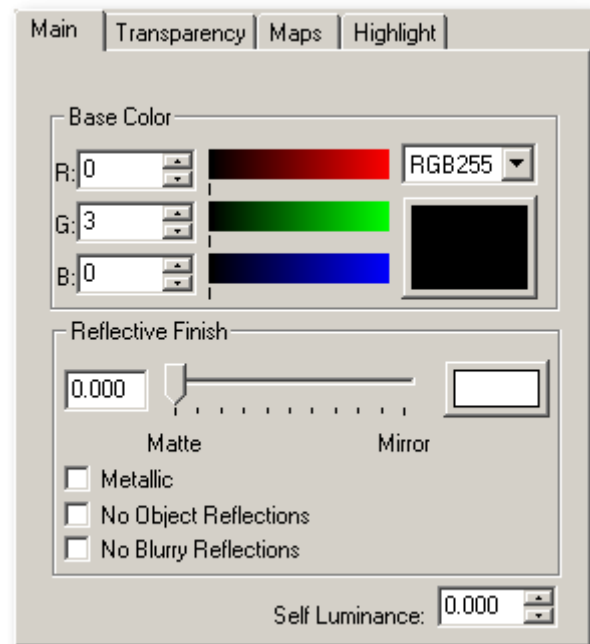 Main Transparency Maps Highlight
Base Color
R: 0 RGB255
G: 3
B: 0
Reflective Finish
0.000
Matte Mirror
Metallic
No Object Reflections
No Blurry Reflections
Self Luminance: 0.000